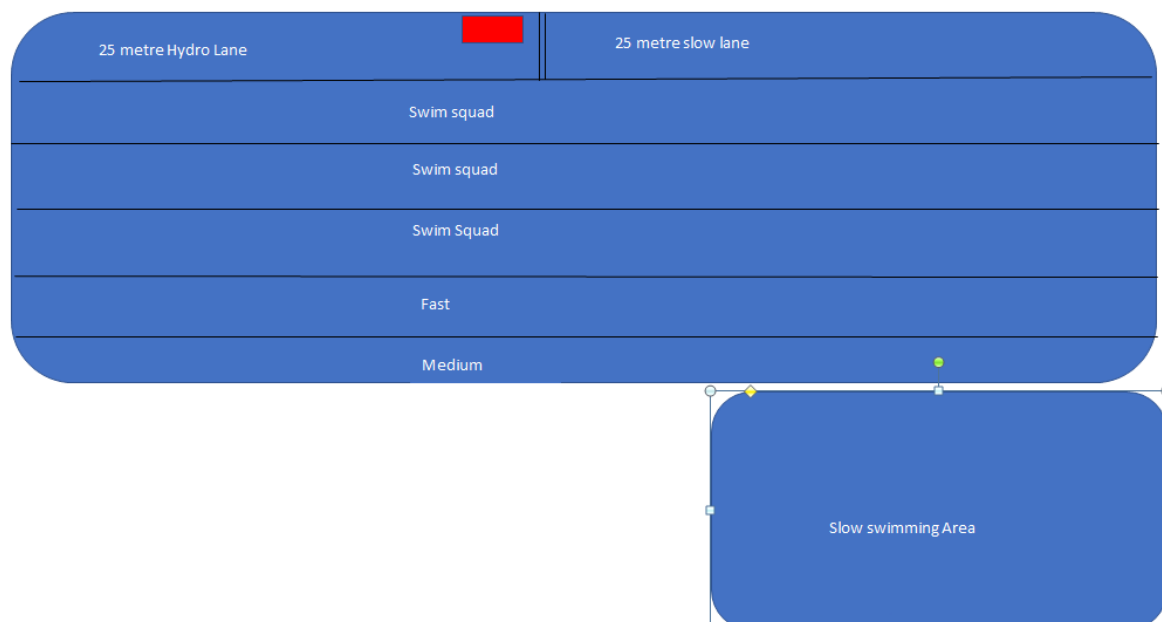 25 metre Hydro Lane
25 metre slow lane
Swim squad
Swim squad
Swim Squad
Fast
Medium
Slow swimming Area